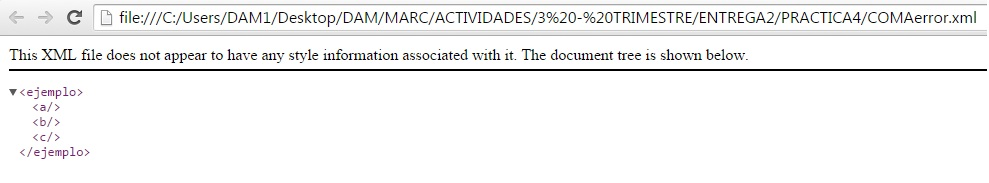 file:///C:/Users/DAM1/Desktop/DAM/MARC/ACTIVIDADES/3%20-%20TRIMESTRE/ENTREGA2/PRACTICA4/COMAerror.xml
This XML file does not appear to have any style information associated with it. The document tree is shown below.
▼<ejemplo>
<a/>
<b/>
<c/>
</ejemplo>